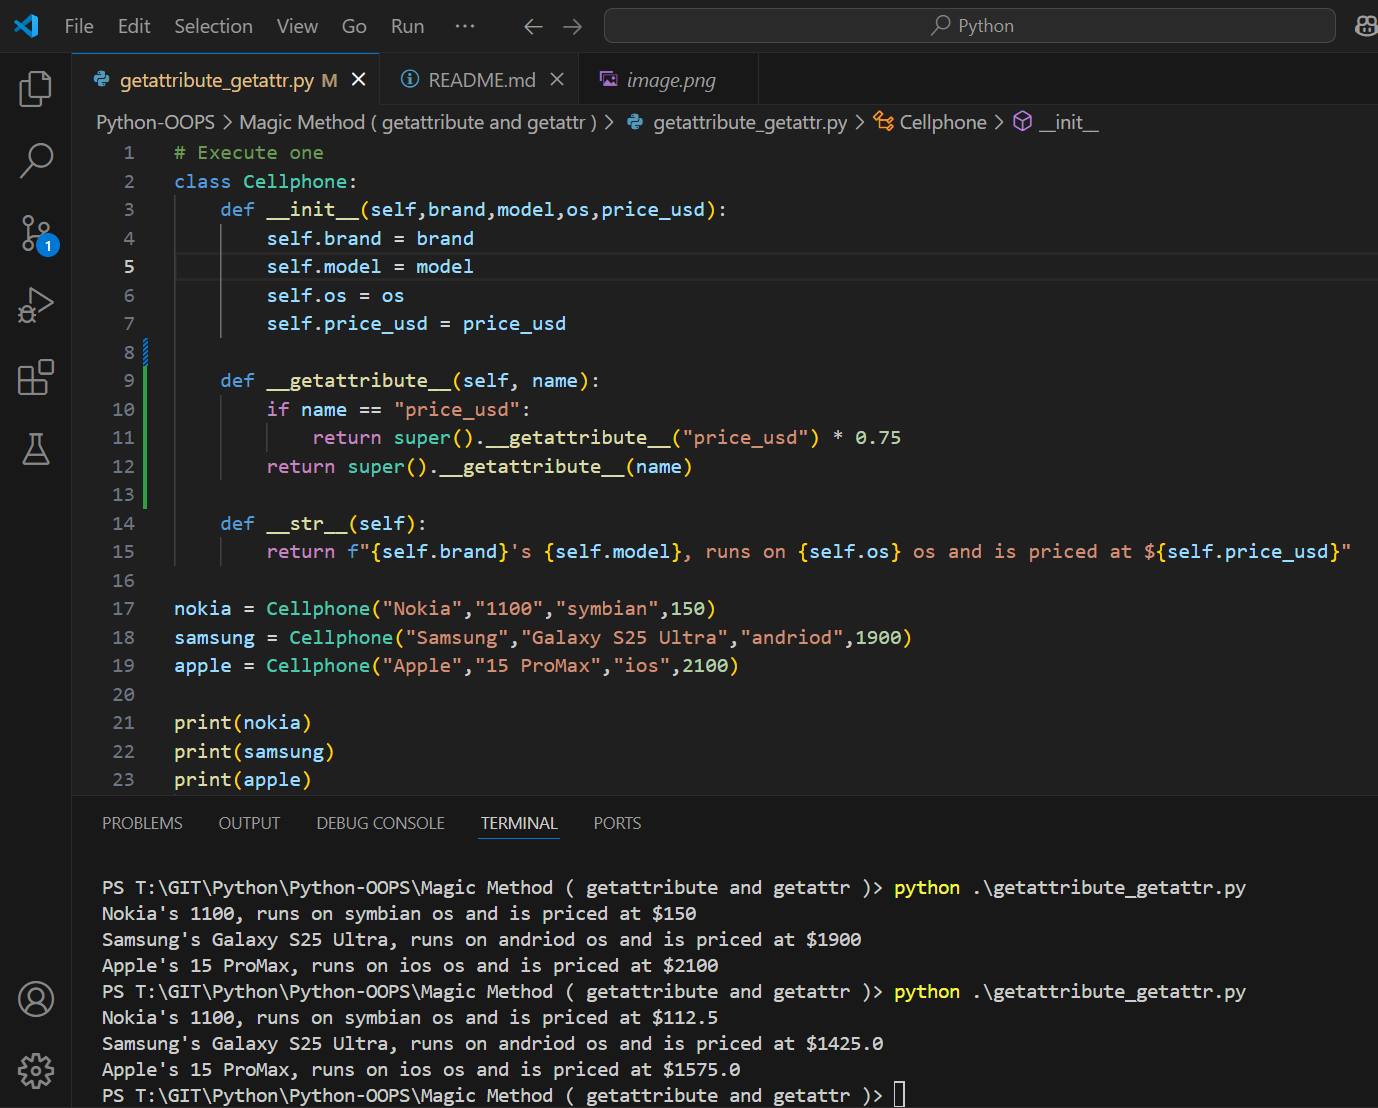 File Edit Selection View Go Run ··· Python
getattribute_getattr.py M README.md image.png
Python-OOPS > Magic Method ( getattribute and getattr ) > getattribute_getattr.py > Cellphone > __init__
1 # Execute one
2 class Cellphone:
3     def __init__(self,brand,model,os,price_usd):
4         self.brand = brand
5         self.model = model
6         self.os = os
7         self.price_usd = price_usd
8
9     def __getattribute__(self, name):
10         if name == "price_usd":
11             return super().__getattribute__("price_usd") * 0.75
12         return super().__getattribute__(name)
13
14     def __str__(self):
15         return f"{self.brand}'s {self.model}, runs on {self.os} os and is priced at ${self.price_usd}"
16
17 nokia = Cellphone("Nokia","1100","symbian",150)
18 samsung = Cellphone("Samsung","Galaxy S25 Ultra","andriod",1900)
19 apple = Cellphone("Apple","15 ProMax","ios",2100)
20
21 print(nokia)
22 print(samsung)
23 print(apple)
1
PROBLEMS OUTPUT DEBUG CONSOLE TERMINAL PORTS
PS T:\GIT\Python\Python-OOPS\Magic Method ( getattribute and getattr )> python .\getattribute_getattr.py
Nokia's 1100, runs on symbian os and is priced at $150
Samsung's Galaxy S25 Ultra, runs on andriod os and is priced at $1900
Apple's 15 ProMax, runs on ios os and is priced at $2100
PS T:\GIT\Python\Python-OOPS\Magic Method ( getattribute and getattr )> python .\getattribute_getattr.py
Nokia's 1100, runs on symbian os and is priced at $112.5
Samsung's Galaxy S25 Ultra, runs on andriod os and is priced at $1425.0
Apple's 15 ProMax, runs on ios os and is priced at $1575.0
PS T:\GIT\Python\Python-OOPS\Magic Method ( getattribute and getattr )>